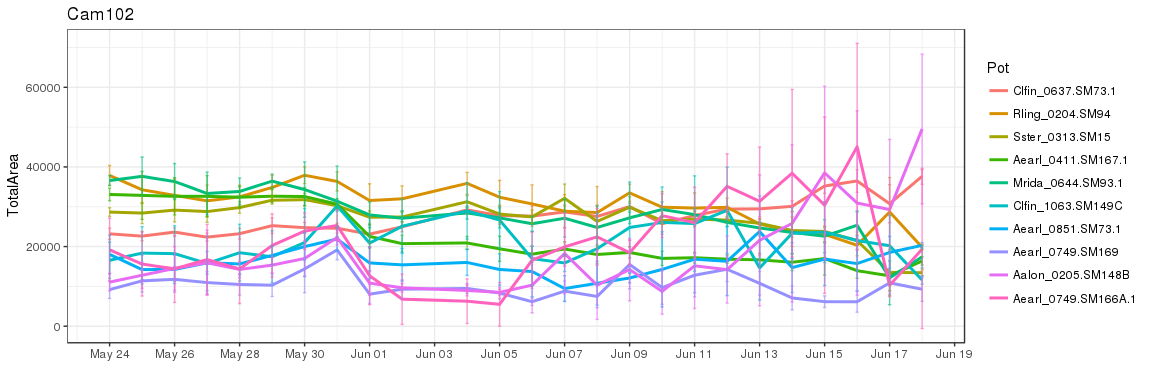 Cam102
TotalArea
60000
40000
20000
0
May 24 May 26 May 28 May 30 Jun 01 Jun 03 Jun 05 Jun 07 Jun 09 Jun 11 Jun 13 Jun 15 Jun 17 Jun 19
Pot
Clfin_0637.SM73.1
Rling_0204.SM94
Sster_0313.SM15
Aearl_0411.SM167.1
Mrida_0644.SM93.1
Clfin_1063.SM149C
Aearl_0851.SM73.1
Aearl_0749.SM169
Aalon_0205.SM148B
Aearl_0749.SM166A.1